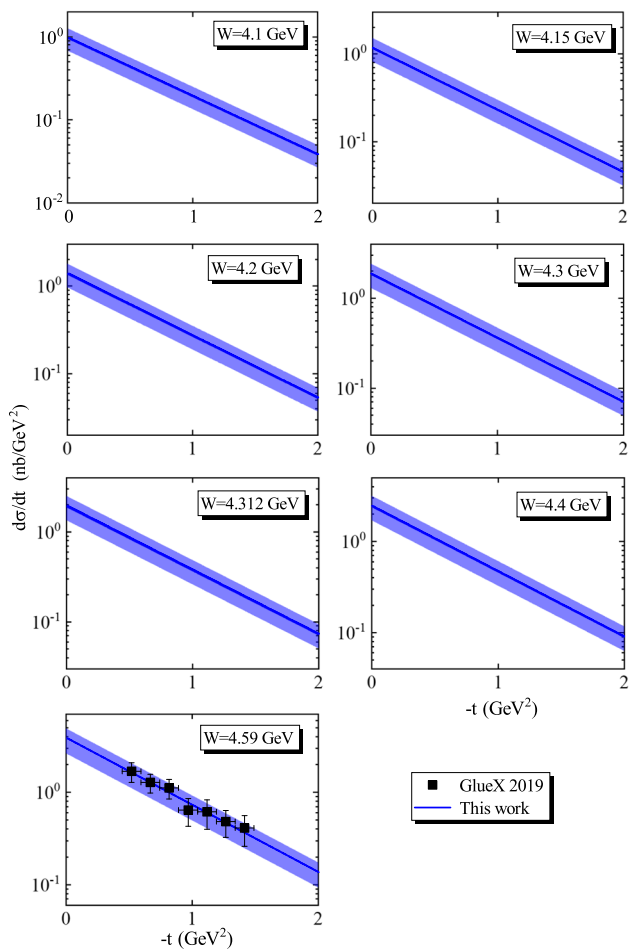 W=4.1 GeV
10^0
10^-1
10^-2
0 1 2
W=4.15 GeV
10^0
10^-1
0 1 2
W=4.2 GeV
10^0
10^-1
0 1 2
W=4.3 GeV
10^0
10^-1
0 1 2
dσ/dt (nb/GeV^2)
W=4.312 GeV
10^0
10^-1
0 1 2
W=4.4 GeV
10^0
10^-1
0 1 2
-t (GeV^2)
W=4.59 GeV
10^0
10^-1
0 1 2
-t (GeV^2)
GlueX 2019
This work